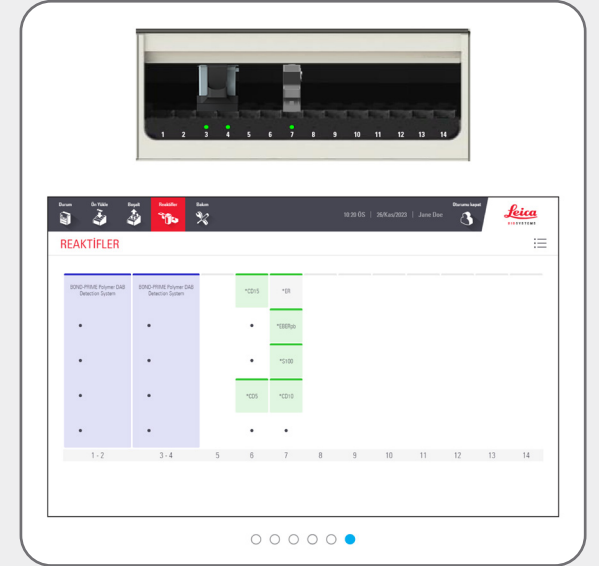 1 2 3 4 5 6 7 8 9 10 11 12 13 14
Durum Ön Yükle Boşalt Reaktifler Bakım Oturumu kapat
10:20 ÖS | 26/Kas/2023 | Jane Doe
Leica
BIOSYSTEMS
REAKTİFLER
BOND-PRIME Polymer DAB Detection System
BOND-PRIME Polymer DAB Detection System
*CD15 *ER
*EBERpb
*S100
*CD5 *CD10
1 - 2 3 - 4 5 6 7 8 9 10 11 12 13 14